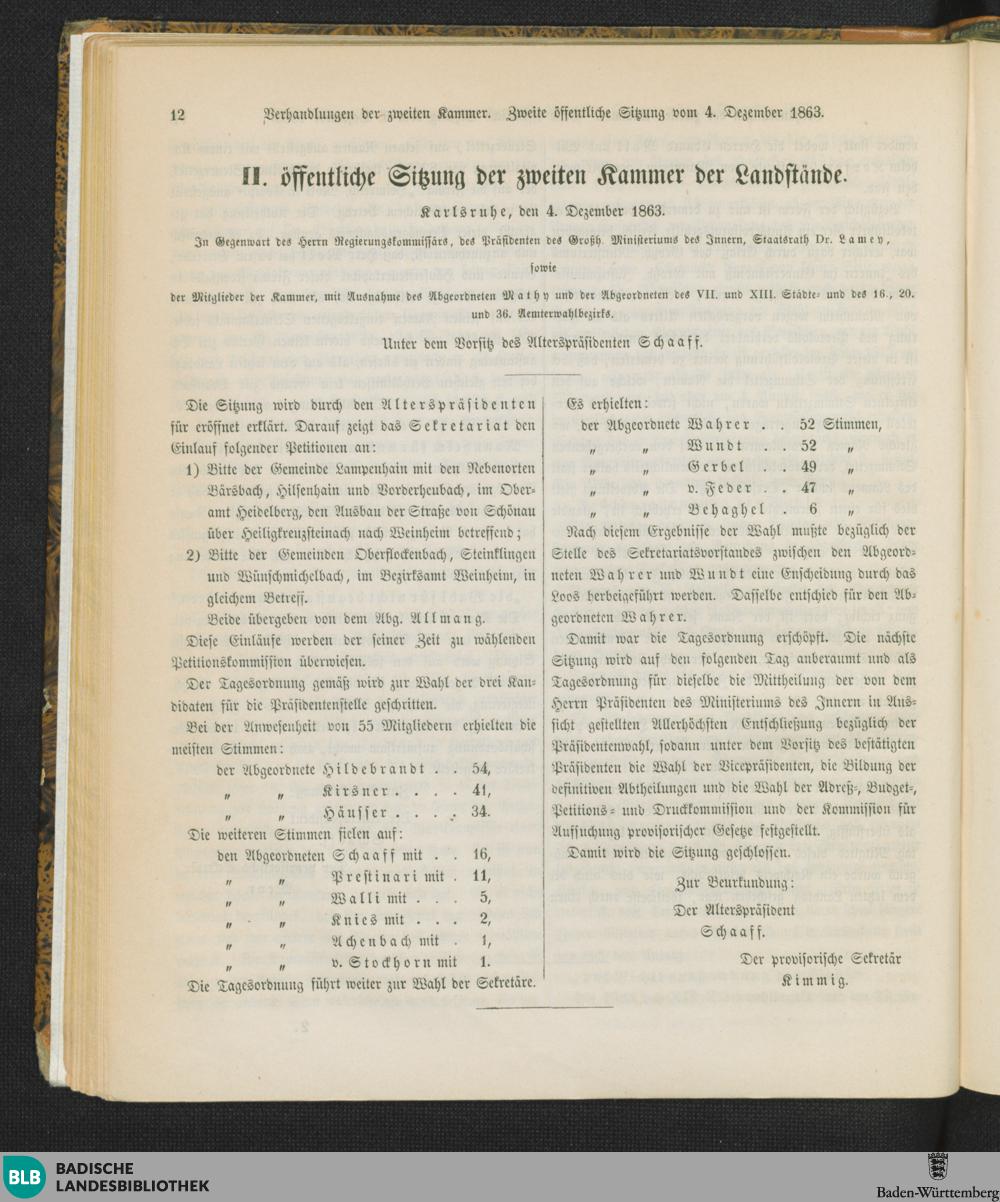 12 Verhandlungen der zweiten Kammer. Zweite öffentliche Sitzung vom 4. Dezember 1863.
II. öffentliche Sitzung der zweiten Kammer der Landstände.
Karlsruhe, den 4. Dezember 1863.
In Gegenwart des Herrn Regierungskommissärs, des Präsidenten des Großh. Ministeriums des Innern, Staatsrath Dr. Lamey,
sowie
der Mitglieder der Kammer, mit Ausnahme des Abgeordneten Mathy und der Abgeordneten des VII. und XIII. Städte- und des 16., 20.
und 36. Aemterwahlbezirks.
Unter dem Vorsitz des Alterspräsidenten Schaaff.
Die Sitzung wird durch den Alterspräsidenten
für eröffnet erklärt. Darauf zeigt das Sekretariat den
Einlauf folgender Petitionen an:
1) Bitte der Gemeinde Lampenhain mit den Nebenorten
Bärsbach, Hilsenhain und Vorderheubach, im Ober-
amt Heidelberg, den Ausbau der Straße von Schönau
über Heiligkreuzsteinach nach Weinheim betreffend;
2) Bitte der Gemeinden Oberflockenbach, Steinklingen
und Wünschmichelbach, im Bezirksamt Weinheim, in
gleichem Betreff.
Beide übergeben von dem Abg. Allmang.
Diese Einläufe werden der seiner Zeit zu wählenden
Petitionskommission überwiesen.
Der Tagesordnung gemäß wird zur Wahl der drei Kan-
didaten für die Präsidentenstelle geschritten.
Bei der Anwesenheit von 55 Mitgliedern erhielten die
meisten Stimmen:
der Abgeordnete Hildebrandt . . 54,
" " Kirsner . . . . 41,
" " Häusser . . . . 34.
Die weiteren Stimmen fielen auf:
den Abgeordneten Schaaff mit . . 16,
" " Prestinari mit . 11,
" " Walli mit . . . 5,
" " Knies mit . . . 2,
" " Achenbach mit . 1,
" " v. Stockhorn mit 1.
Die Tagesordnung führt weiter zur Wahl der Sekretäre.
Es erhielten:
der Abgeordnete Wahrer . . 52 Stimmen,
" " Wundt . . 52 "
" " Gerbel . . 49 "
" " v. Feder . . 47 "
" " Behaghel . 6 "
Nach diesem Ergebnisse der Wahl mußte bezüglich der
Stelle des Sekretariatsvorstandes zwischen den Abgeord-
neten Wahrer und Wundt eine Enscheidung durch das
Loos herbeigeführt werden. Dasselbe entschied für den Ab-
geordneten Wahrer.
Damit war die Tagesordnung erschöpft. Die nächste
Sitzung wird auf den folgenden Tag anberaumt und als
Tagesordnung für dieselbe die Mittheilung der von dem
Herrn Präsidenten des Ministeriums des Innern in Aus-
sicht gestellten Allerhöchsten Entschließung bezüglich der
Präsidentenwahl, sodann unter dem Vorsitz des bestätigten
Präsidenten die Wahl der Vicepräsidenten, die Bildung der
definitiven Abtheilungen und die Wahl der Adreß-, Budget-,
Petitions- und Druckkommission und der Kommission für
Aufsuchung provisorischer Gesetze festgestellt.
Damit wird die Sitzung geschlossen.
Zur Beurkundung:
Der Alterspräsident
Schaaff.
Der provisorische Sekretär
Kimmig.
BLB BADISCHE
LANDESBIBLIOTHEK
Baden-Württemberg